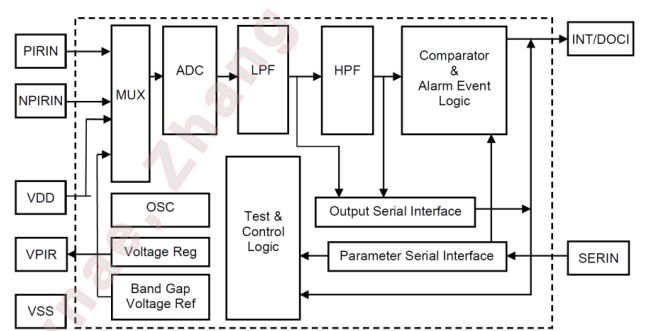 PIRIN
NPIRIN
VDD
VPIR
VSS
MUX
ADC
LPF
HPF
Comparator
&
Alarm Event
Logic
INT/DOCI
OSC
Voltage Reg
Band Gap
Voltage Ref
Test &
Control
Logic
Output Serial Interface
Parameter Serial Interface
SERIN
Zhang